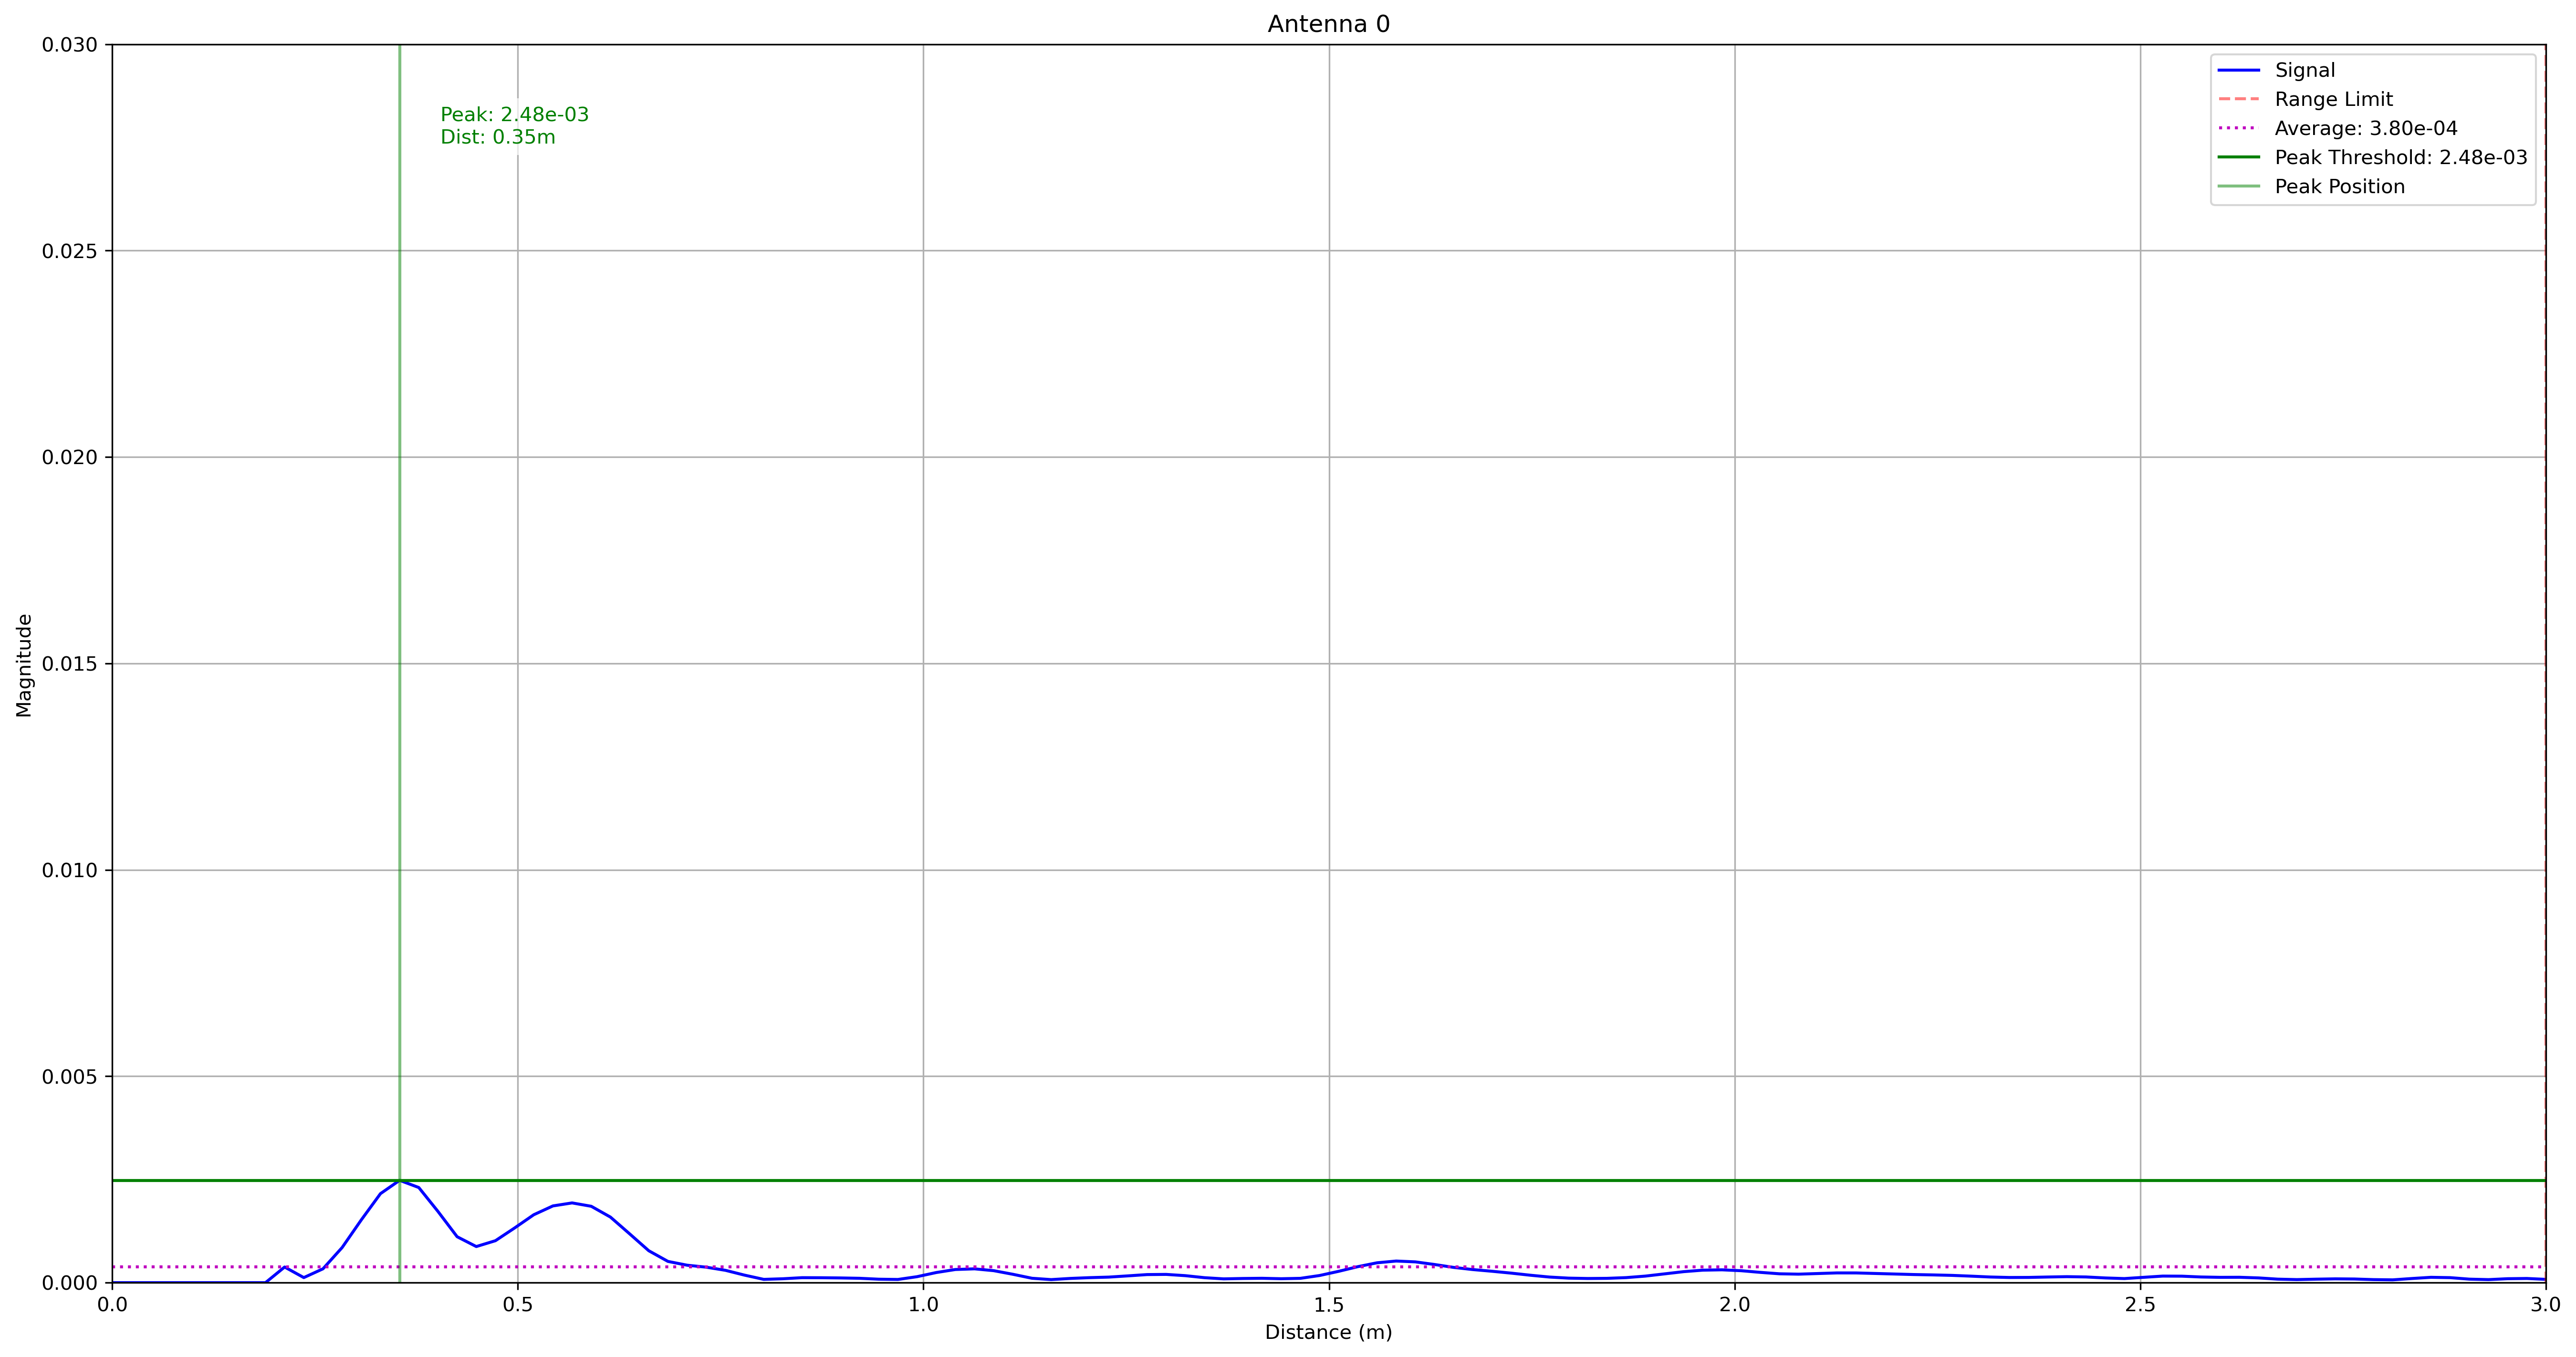 Antenna 0
0.030
0.025
0.020
0.015
0.010
0.005
0.000
Magnitude
Peak: 2.48e-03
Dist: 0.35m
Signal
Range Limit
Average: 3.80e-04
Peak Threshold: 2.48e-03
Peak Position
0.0
0.5
1.0
1.5
2.0
2.5
3.0
Distance (m)